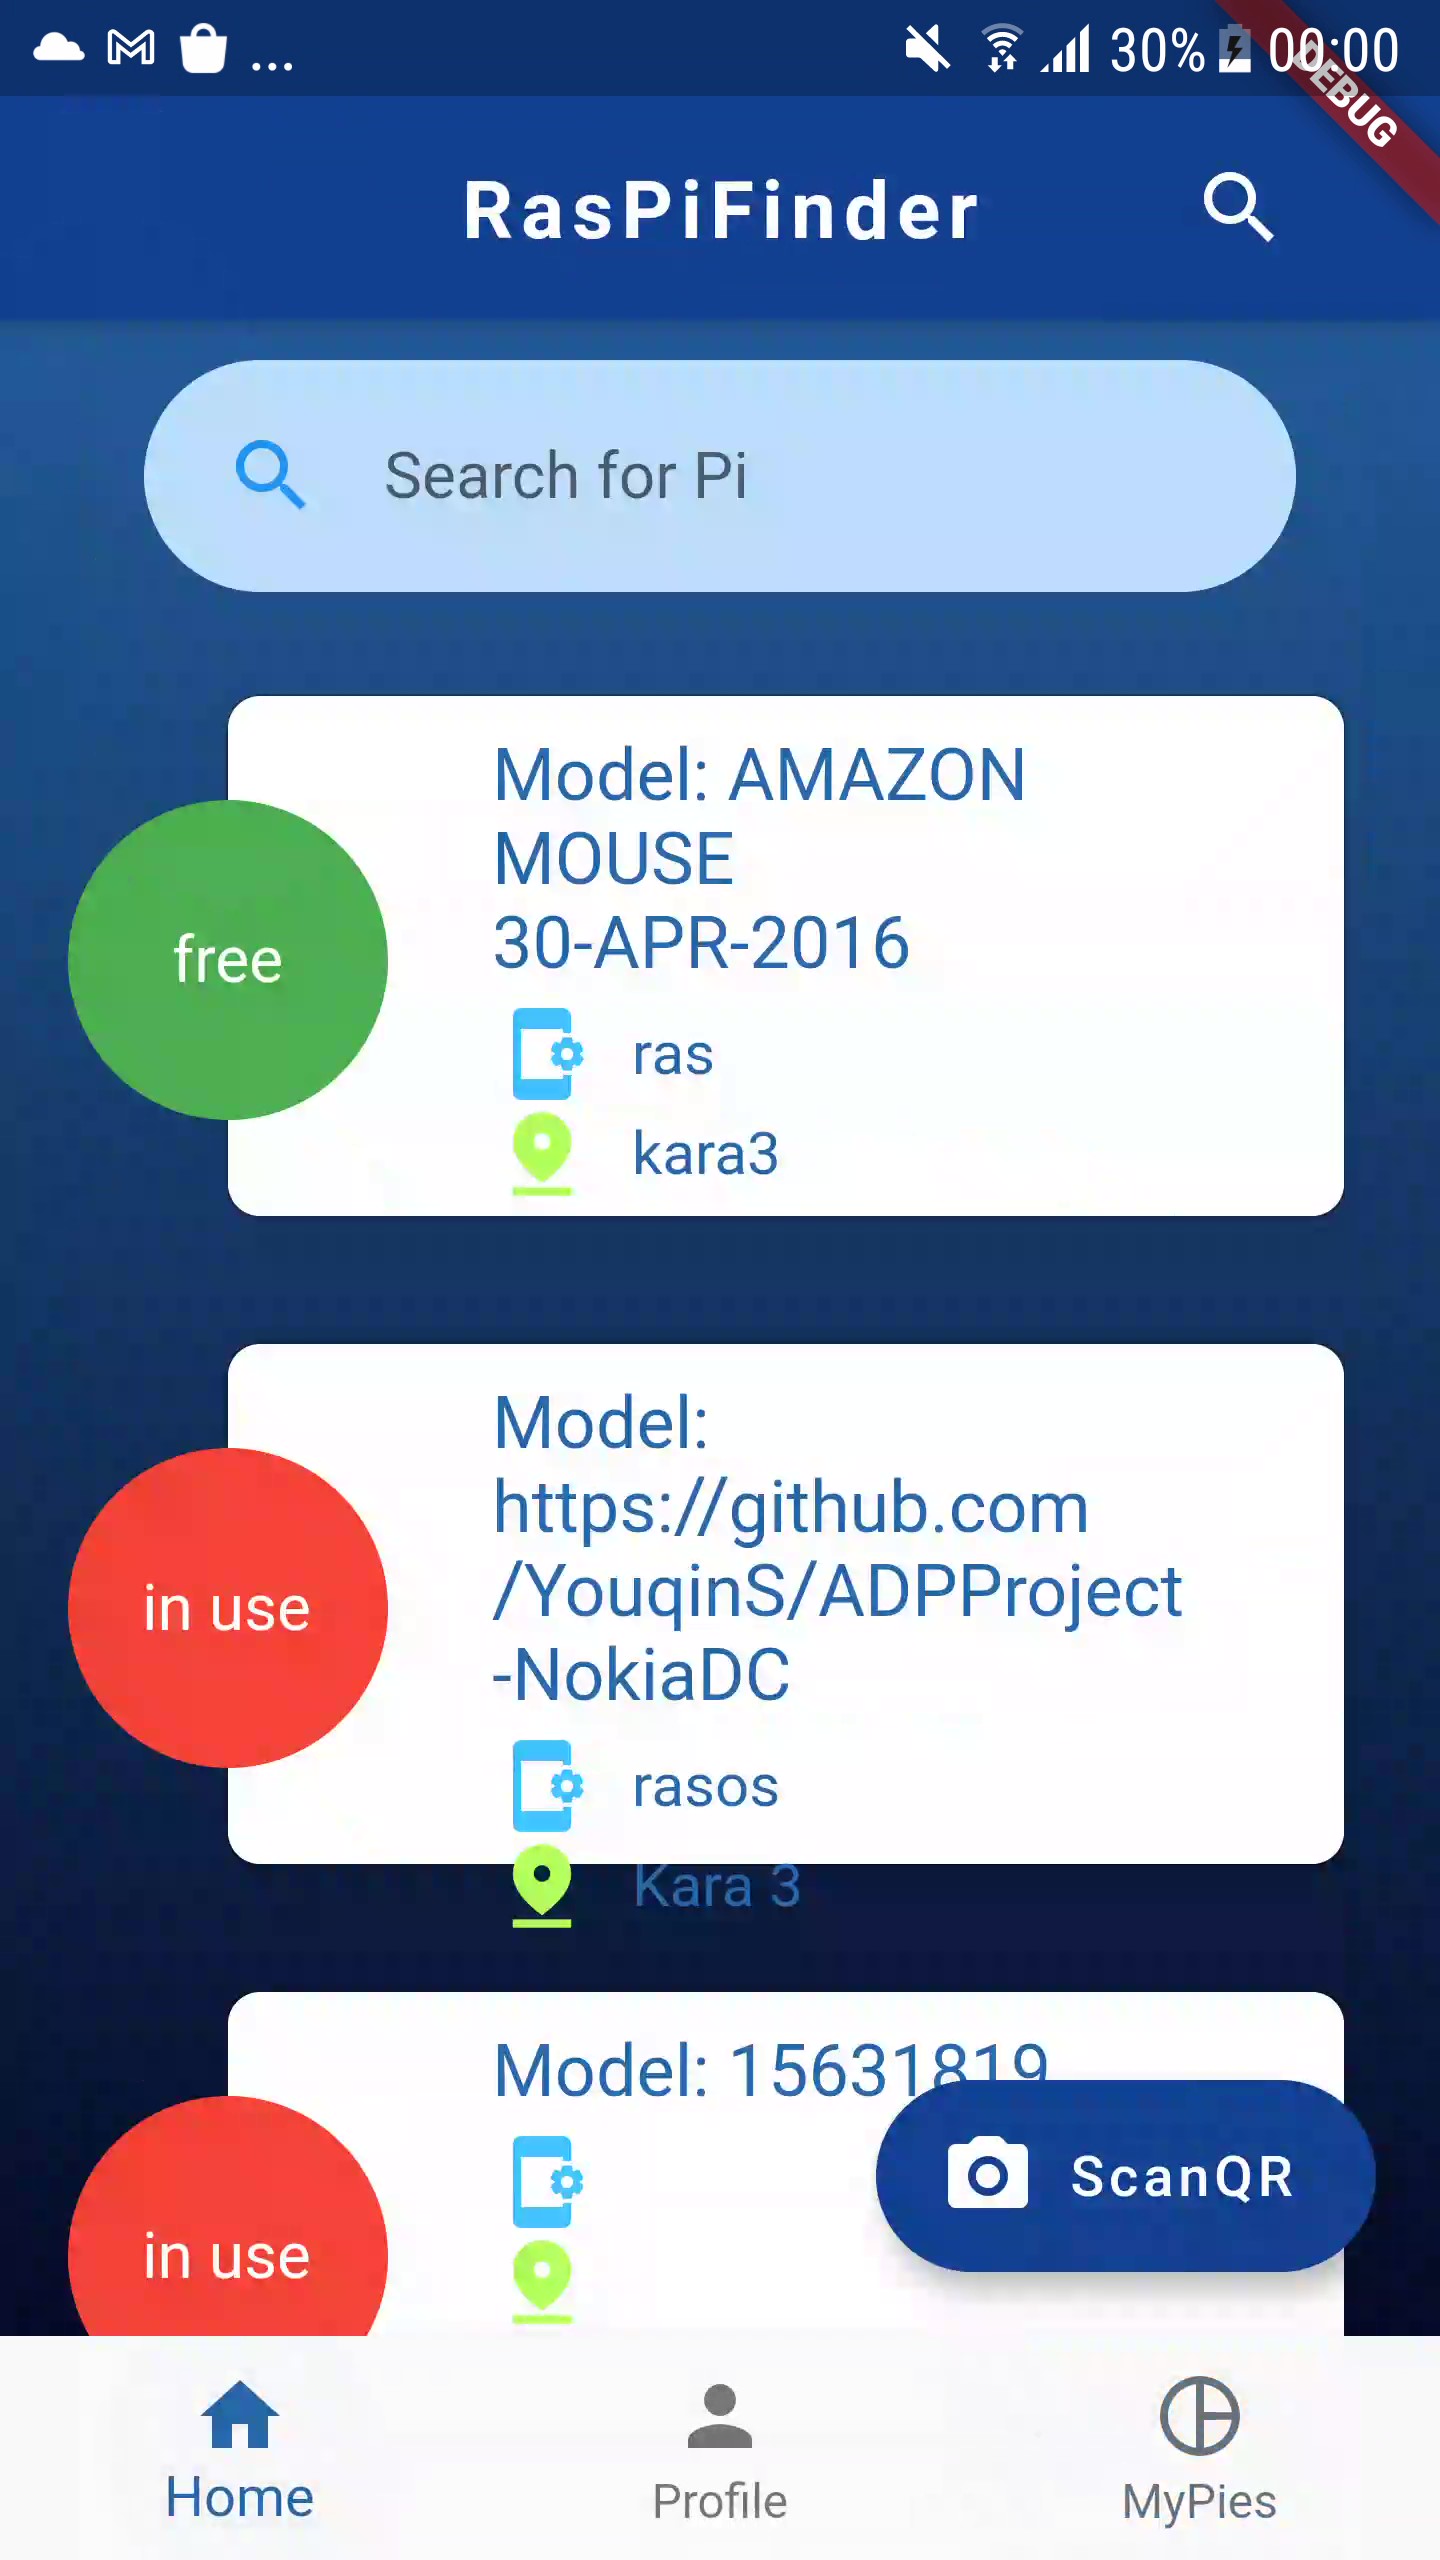 ... 30% 00:00
DEBUG
RasPiFinder
Search for Pi
Model: AMAZON
MOUSE
30-APR-2016
free
ras
kara3
Model:
https://github.com
/YouqinS/ADPProject
-NokiaDC
in use
rasos
Kara 3
Model: 15631819
ScanQR
in use
Home
Profile
MyPies